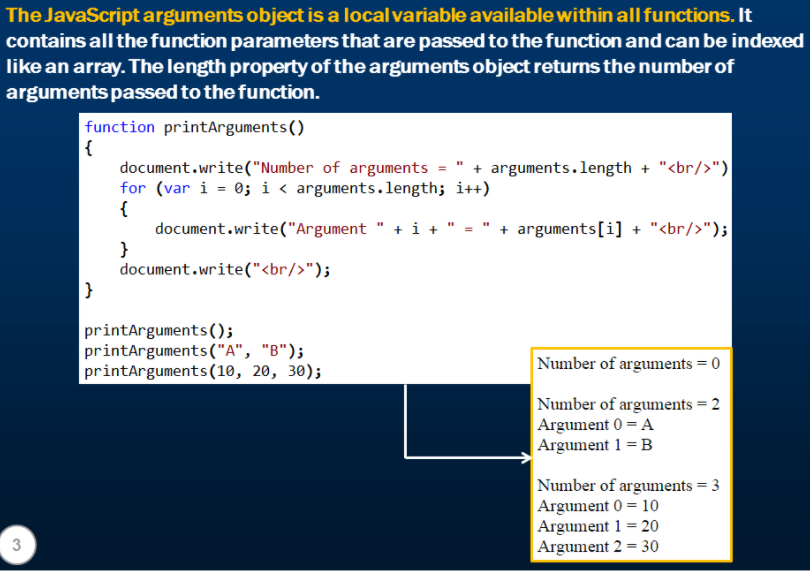 The JavaScript arguments object is a local variable available within all functions. It
contains all the function parameters that are passed to the function and can be indexed
like an array. The length property of the arguments object returns the number of
arguments passed to the function.
function printArguments()
{
    document.write("Number of arguments = " + arguments.length + "<br/>")
    for (var i = 0; i < arguments.length; i++)
    {
        document.write("Argument " + i + " = " + arguments[i] + "<br/>");
    }
    document.write("<br/>");
}
printArguments();
printArguments("A", "B");
printArguments(10, 20, 30);
Number of arguments = 0
Number of arguments = 2
Argument 0 = A
Argument 1 = B
Number of arguments = 3
Argument 0 = 10
Argument 1 = 20
Argument 2 = 30
3